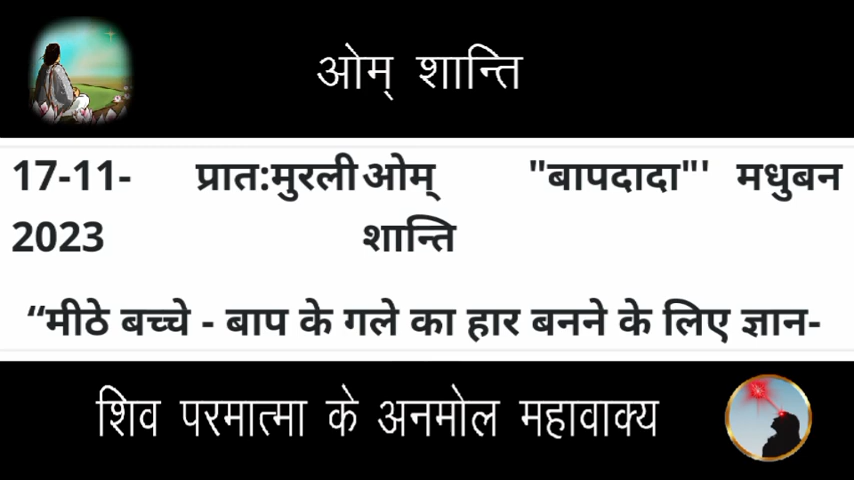 ओम् शान्ति
17-11-2023 प्रात:मुरली ओम् शान्ति "बापदादा"' मधुबन
“मीठे बच्चे - बाप के गले का हार बनने के लिए ज्ञान-
शिव परमात्मा के अनमोल महावाक्य